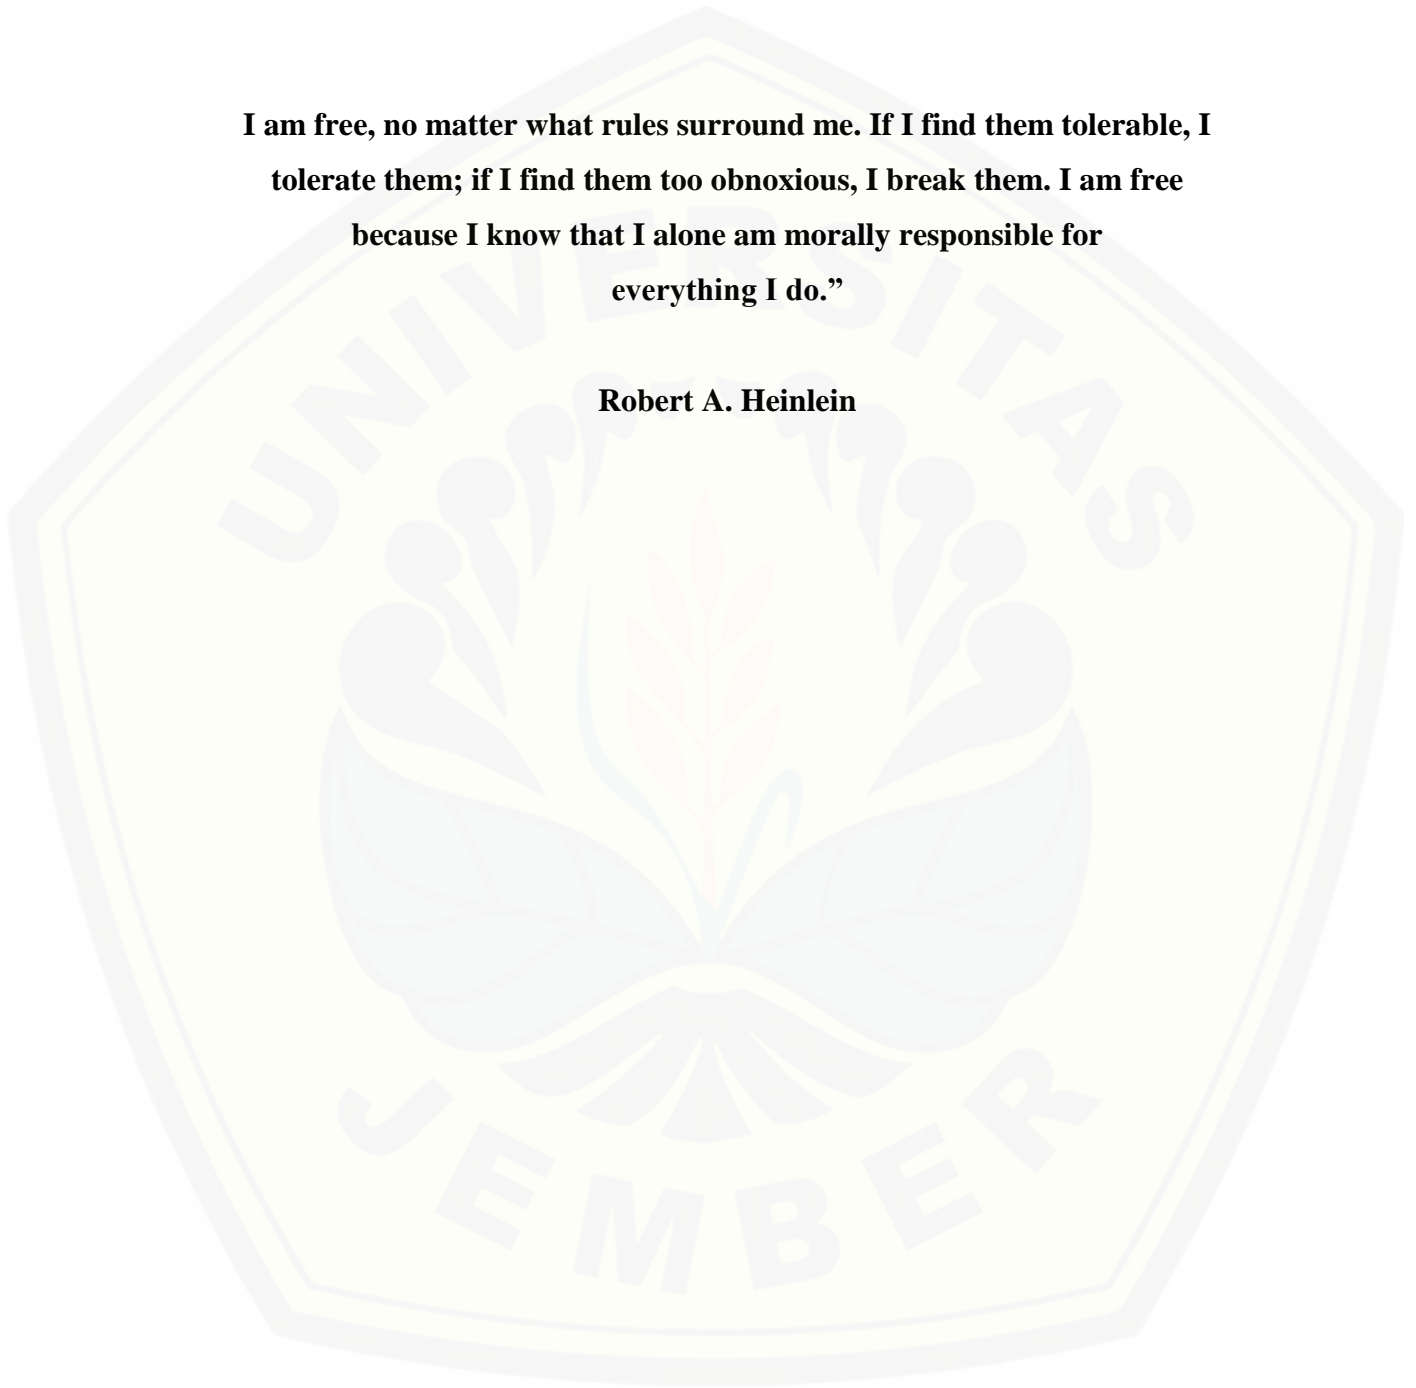 I am free, no matter what rules surround me. If I find them tolerable, I
tolerate them; if I find them too obnoxious, I break them. I am free
because I know that I alone am morally responsible for
everything I do.”
Robert A. Heinlein
UNIVERSITAS
JEMBER